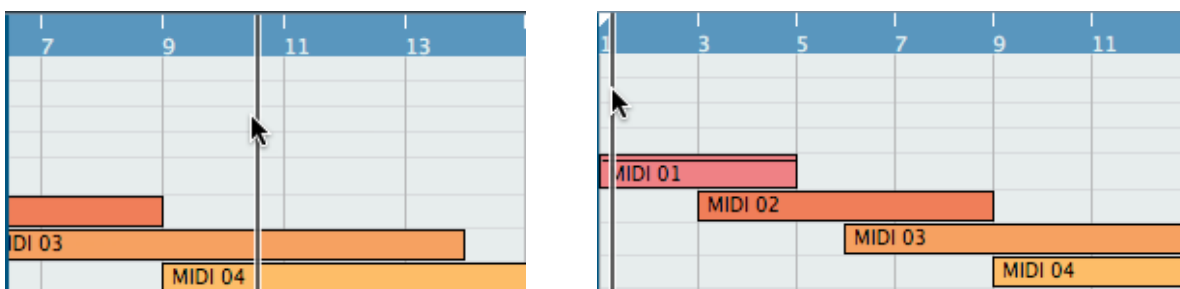 7 9 11 13
IDI 03
MIDI 04
1 3 5 7 9 11
MIDI 01
MIDI 02
MIDI 03
MIDI 04